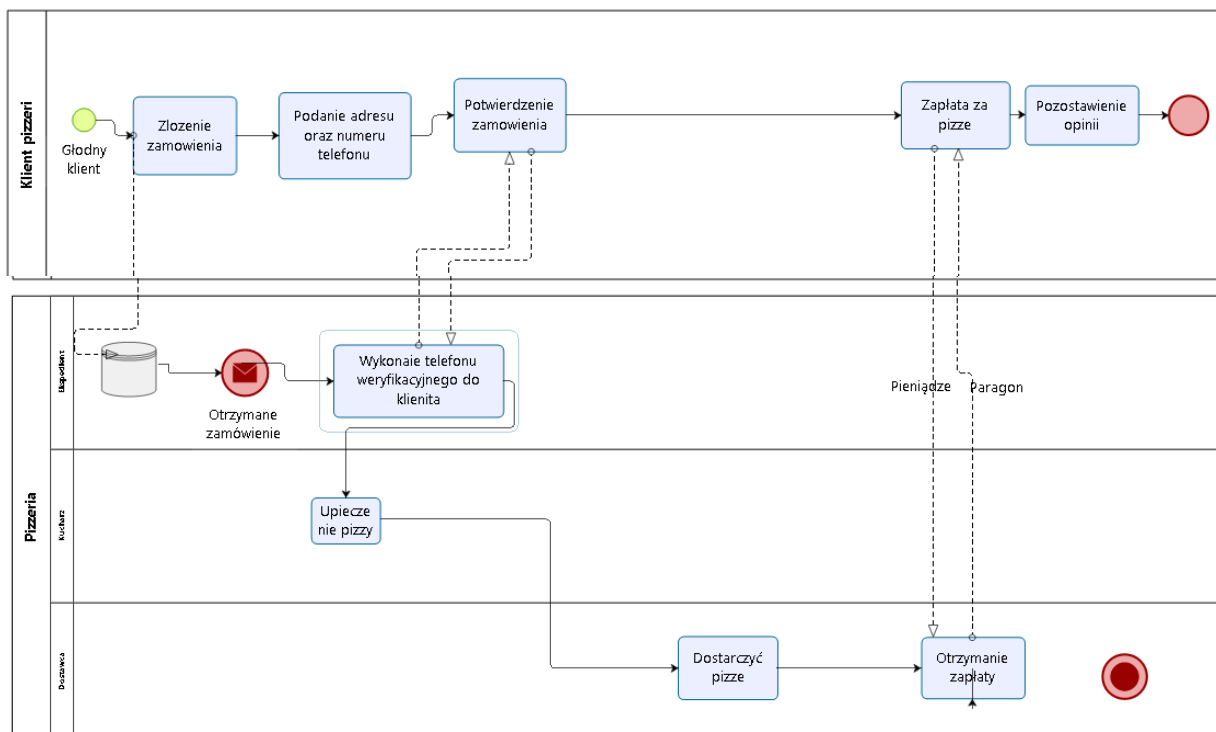 Klient pizzeri
Głodny
klient
Zlozenie
zamowienia
Podanie adresu
oraz numeru
telefonu
Potwierdzenie
zamowienia
Zapłata za
pizze
Pozostawienie
opinii
Pizzeria
Ekspedient
Otrzymane
zamówienie
Wykonaie telefonu
weryfikacyjnego do
klienita
Pieniądze
Paragon
Kucharz
Upiecze
nie pizzy
Dostawca
Dostarczyć
pizze
Otrzymanie
zapłaty